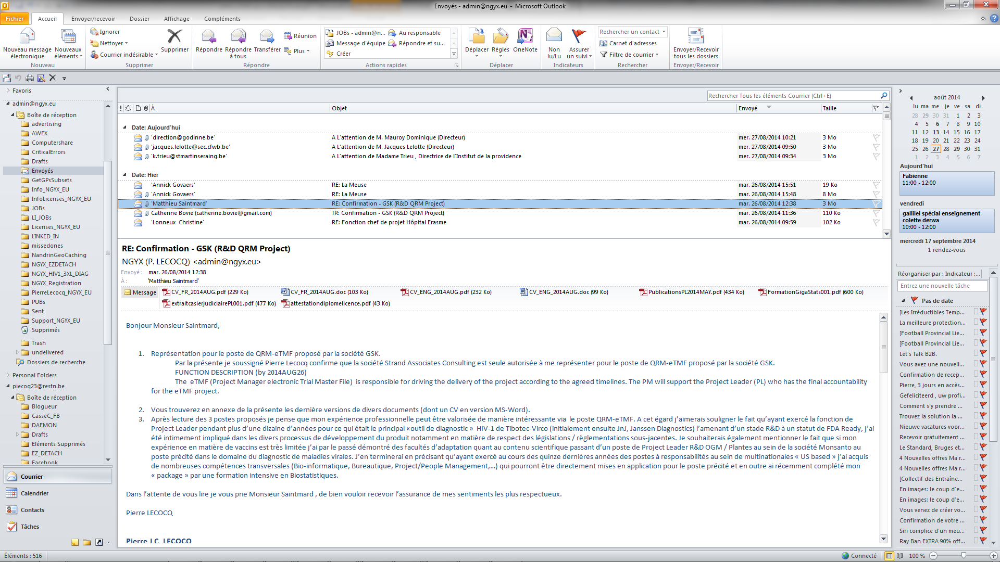 Envoyés - admin@ngyx.eu - Microsoft Outlook
Fichier Accueil Envoyer/recevoir Dossier Affichage Compléments
Nouveau message électronique
Nouveaux éléments
Nouveau
Ignorer
Nettoyer
Courrier indésirable
Supprimer
Supprimer
Répondre
Répondre à tous
Transférer
Réunion
Plus
Répondre
JOBs - admin@n...
Message d'équipe
Créer
Au responsable
Répondre et su...
Actions rapides
Déplacer
Règles
OneNote
Déplacer
Non lu/Lu
Assurer un suivi
Indicateurs
Rechercher un contact
Carnet d'adresses
Filtre de courrier
Rechercher
Envoyer/Recevoir tous les dossiers
Envoyer/Recevoir
Favoris
admin@ngyx.eu
Boîte de réception
advertising
AWEX
Computershare
CriticalErrors
Drafts
Envoyés
GetGPsSubsets
Info_NGYX_EU
InfoLicenses_NGYX_EU
JOBs
LI_JOBs
Licenses_NGYX_EU
LINKED_IN
missedones
NandrinGeoCaching
NGYX_EZDETACH
NGYX_HIV1_3XL_DIAG
NGYX_Registration
PierreLecocq_NGYX_EU
PUBs
Sent
Support_NGYX_EU
Supprimés
Trash
undelivered
Dossiers de recherche
Personal Folders
piecoq23@restn.be
Boîte de réception
Blogueur
CasseC_FB
DAEMON
Drafts
Eléments Supprimés
EZ_DETACH
Facebook
Courrier
Calendrier
Contacts
Tâches
Rechercher Tous les éléments Courrier (Ctrl+E)
! À Objet Envoyé Taille
Date: Aujourd'hui
'direction@godinne.be' A L'attention de M. Mauroy Dominique (Directeur) mer. 27/08/2014 10:21 3 Mo
'jacques.lelotte@sec.cfwb.be' A L'attention de M. Jacques Lelotte (Directeur) mer. 27/08/2014 09:50 3 Mo
'k.trieu@stmartinseraing.be' A L'attention de Madame Trieu , Directrice de l'Institut de la providence mer. 27/08/2014 09:34 3 Mo
Date: Hier
'Annick Govaers' RE: La Meuse mar. 26/08/2014 15:51 19 Ko
'Annick Govaers' RE: La Meuse mar. 26/08/2014 15:48 8 Mo
'Matthieu Saintmard' RE: Confirmation - GSK (R&D QRM Project) mar. 26/08/2014 12:38 3 Mo
Catherine Bovie (catherine.bovie@gmail.com) TR: Confirmation - GSK (R&D QRM Project) mar. 26/08/2014 11:36 110 Ko
'Lonneux Christine' RE: Fonction chef de projet Hôpital Erasme mar. 26/08/2014 09:59 102 Ko
RE: Confirmation - GSK (R&D QRM Project)
NGYX (P. LECOCQ) <admin@ngyx.eu>
Envoyé : mar. 26/08/2014 12:38
À : 'Matthieu Saintmard'
Message CV_FR_2014AUG.pdf (229 Ko) CV_FR_2014AUG.doc (103 Ko) CV_ENG_2014AUG.pdf (232 Ko) CV_ENG_2014AUG.doc (99 Ko) PublicationsPL2014MAY.pdf (434 Ko) FormationGigaStats001.pdf (600 Ko)
extraitcasierjudiciairePL001.pdf (477 Ko) attestationdiplomelicence.pdf (43 Ko)
Bonjour Monsieur Saintmard,
1. Représentation pour le poste de QRM-eTMF proposé par la société GSK.
Par la présente je soussigné Pierre Lecocq confirme que la société Strand Associates Consulting est seule autorisée à me représenter pour le poste de QRM-eTMF proposé par la société GSK.
FUNCTION DESCRIPTION (by 2014AUG26)
The eTMF (Project Manager electronic Trial Master File) is responsible for driving the delivery of the project according to the agreed timelines. The PM will support the Project Leader (PL) who has the final accountability
for the eTMF project.
2. Vous trouverez en annexe de la présente les dernière versions de divers documents (dont un CV en version MS-Word).
3. Après lecture des 3 postes proposés je pense que mon expérience professionnelle peut être valorisée de manière intéressante via le poste QRM-eTMF. A cet égard j'aimerais souligner le fait qu'ayant exercé la fonction de
Project Leader pendant plus d'une dizaine d'années pour ce qui était le principal «outil de diagnostic » HIV-1 de Tibotec-Virco (initialement ensuite JnJ, Janssen Diagnostics) l'amenant d'un stade R&D à un statut de FDA Ready, j'ai
été intimement impliqué dans les divers processus de développement du produit notamment en matière de respect des législations / règlementations sous-jacentes. Je souhaiterais également mentionner le fait que si mon
expérience en matière de vaccins est très limitée j'ai par le passé démontré des facultés d'adaptation quant au contenu scientifique passant d'un poste de Project Leader R&D OGM / Plantes au sein de la société Monsanto au
poste précité dans le domaine du diagnostic de maladies virales. J'en terminerai en précisant qu'ayant exercé au cours des quinze dernières années des postes à responsabilités au sein de multinationales « US based » j'ai acquis
de nombreuses compétences transversales (Bio-informatique, Bureautique, Project/People Management,...) qui pourront être directement mises en application pour le poste précité et en outre ai récemment complété mon
« package » par une formation intensive en Biostatistiques.
Dans l'attente de vous lire je vous prie Monsieur Saintmard , de bien vouloir recevoir l'assurance de mes sentiments les plus respectueux.
Pierre LECOCQ
Pierre J.C. LECOCQ
août 2014
lu ma me je ve sa di
28 29 30 31 1 2 3
4 5 6 7 8 9 10
11 12 13 14 15 16 17
18 19 20 21 22 23 24
25 26 27 28 29 30 31
1 2 3 4 5 6 7
Aujourd'hui
Fabienne
11:00 - 12:00
vendredi
gallilei spécial enseignement
colette derwa
10:00 - 12:00
mercredi 17 septembre 2014
1 rendez-vous
Réorganiser par : Indicateur :...
Entrez une nouvelle tâche
Pas de date
[Les Irréductibles Temp...
La meilleure protection...
[Football Provincial Lie...
[Football Provincial Lie...
Let's Talk B2B.
Vous avez une nouvell...
Confirmation de recep...
Pierre, 3 jours en accès...
Gefeliciteerd , uw profi...
Comment s'y prendre ...
Trouvez la solution la ...
Nieuwe vacatures voor...
Recevoir gratuitement ...
Le Standard, Bruges et...
4 Nouvelles offres Ma r...
4 Nouvelles offres Ma r...
[Collectif des Entraîne...
En images: le coup d'e...
En images: le coup d'e...
Vous venez de créer vo...
Confirmation de votre ...
Siri complice d'un meu...
Ray Ban EXTRA 90% off...
Éléments : 516
Connecté 100 %